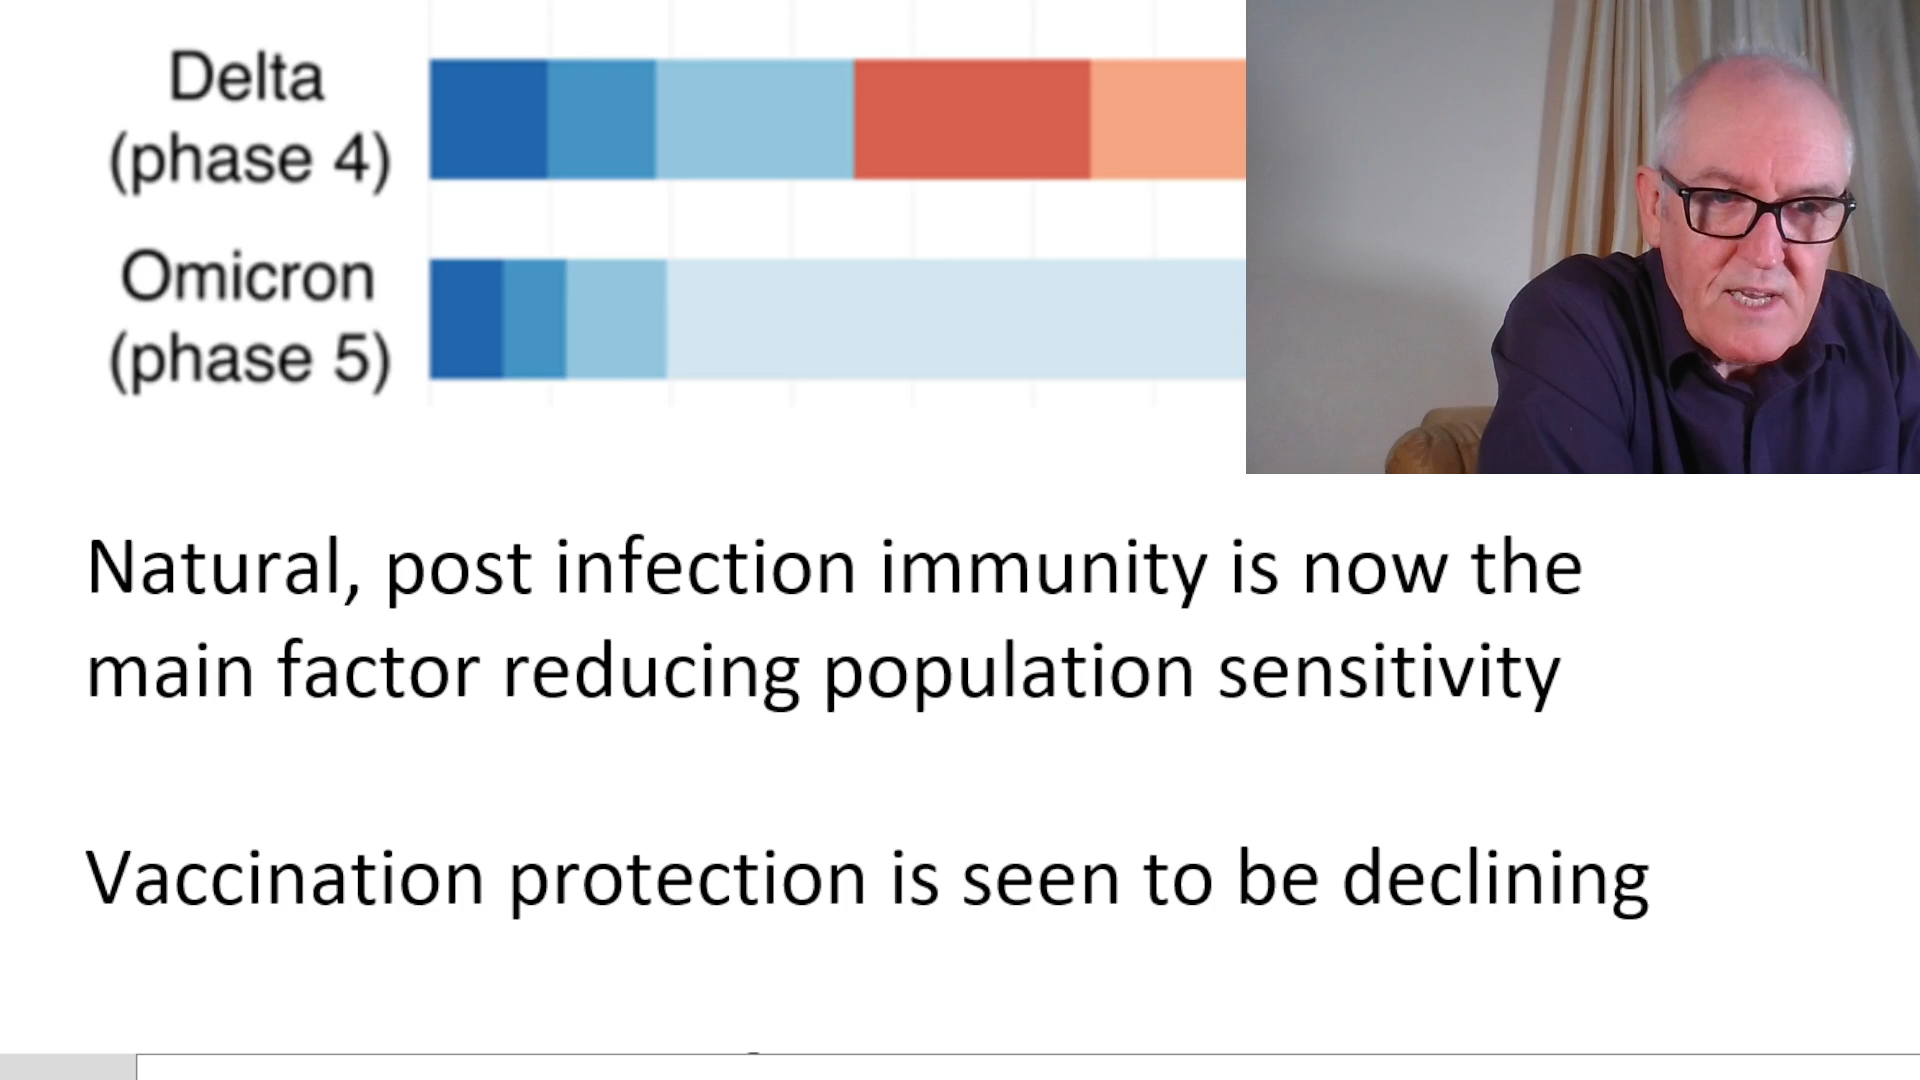 Delta
(phase 4)
Omicron
(phase 5)
Natural, post infection immunity is now the
main factor reducing population sensitivity
Vaccination protection is seen to be declining